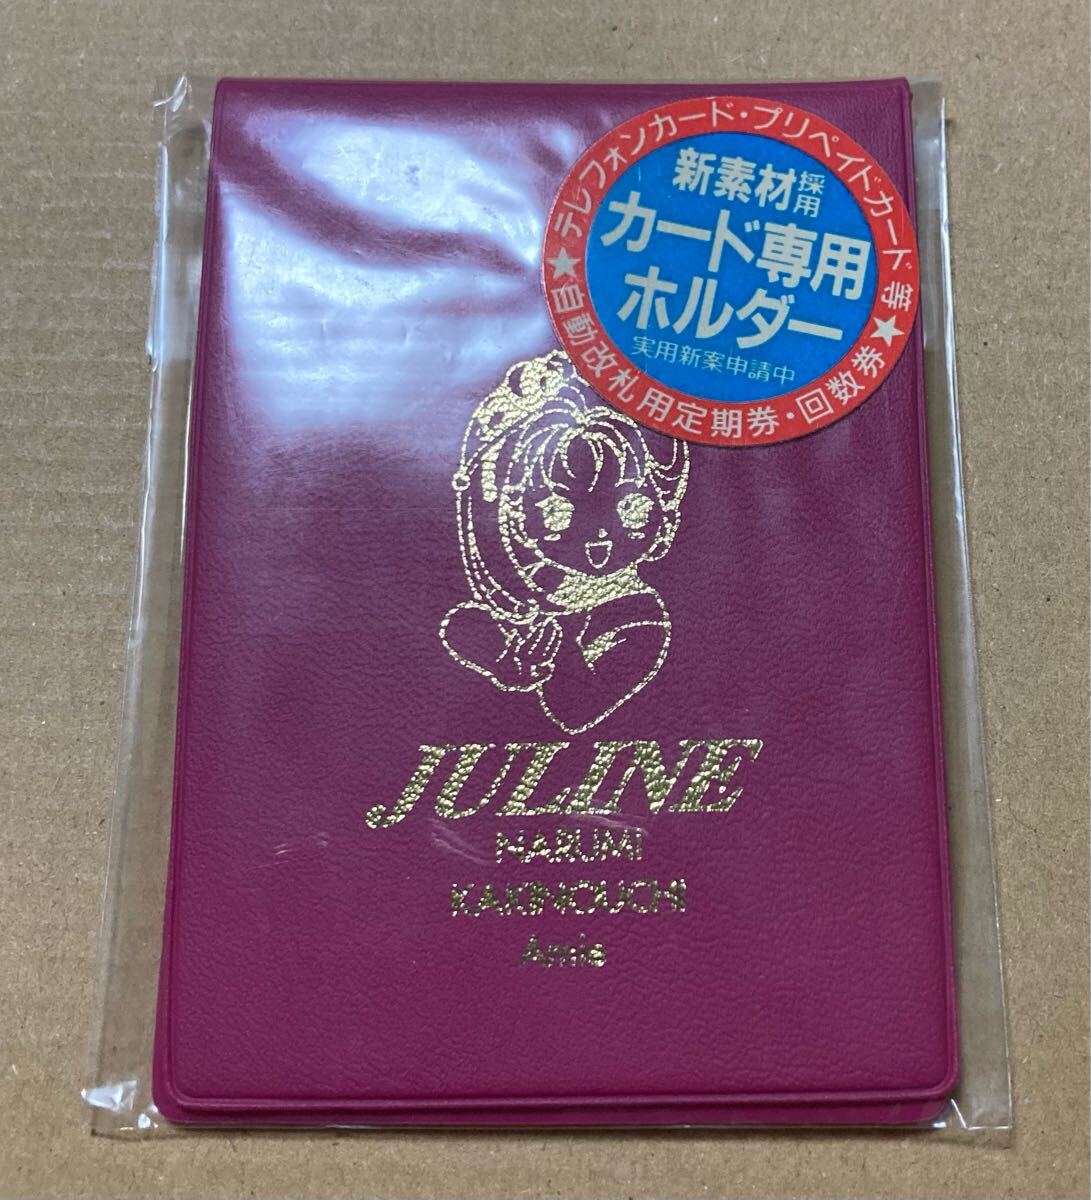 ★テレフォンカード・プリペイドカード等★
新素材採用
カード専用
ホルダー
実用新案申請中
自動改札用定期券・回数券
JULINE
NARUMI
KAKINOUCHI
Amie